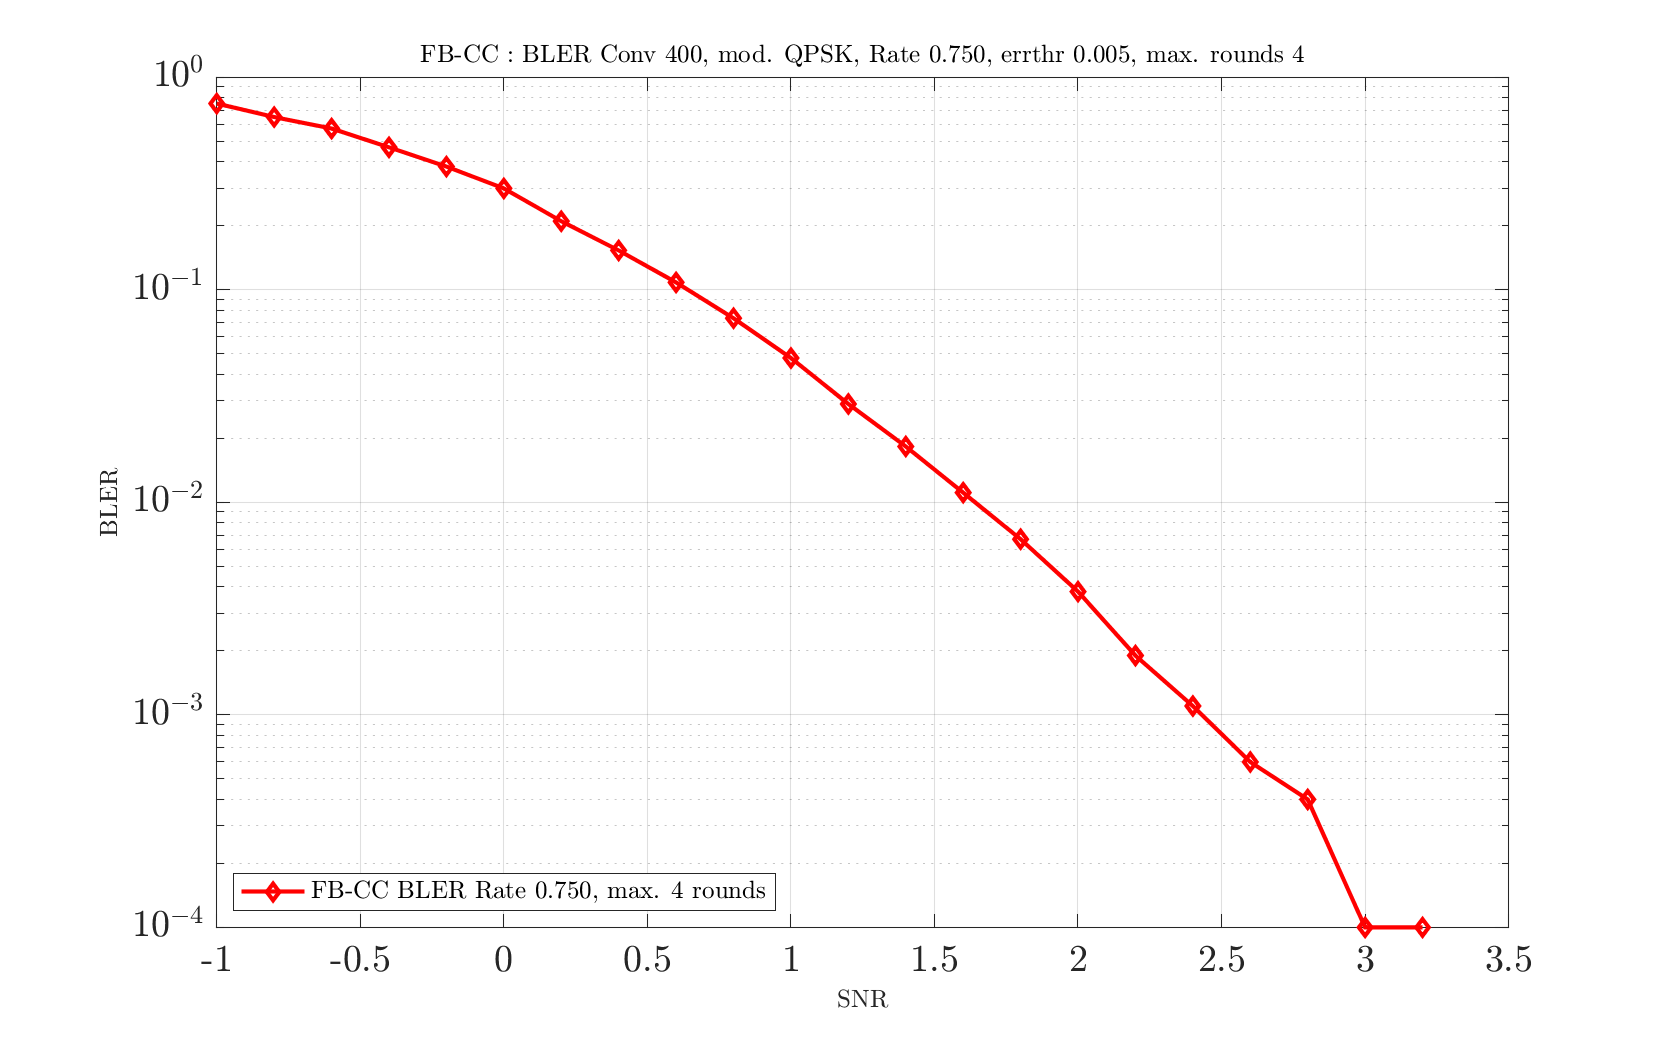 FB-CC : BLER Conv 400, mod. QPSK, Rate 0.750, errthr 0.005, max. rounds 4
10^0
10^-1
10^-2
10^-3
10^-4
BLER
FB-CC BLER Rate 0.750, max. 4 rounds
-1 -0.5 0 0.5 1 1.5 2 2.5 3 3.5
SNR